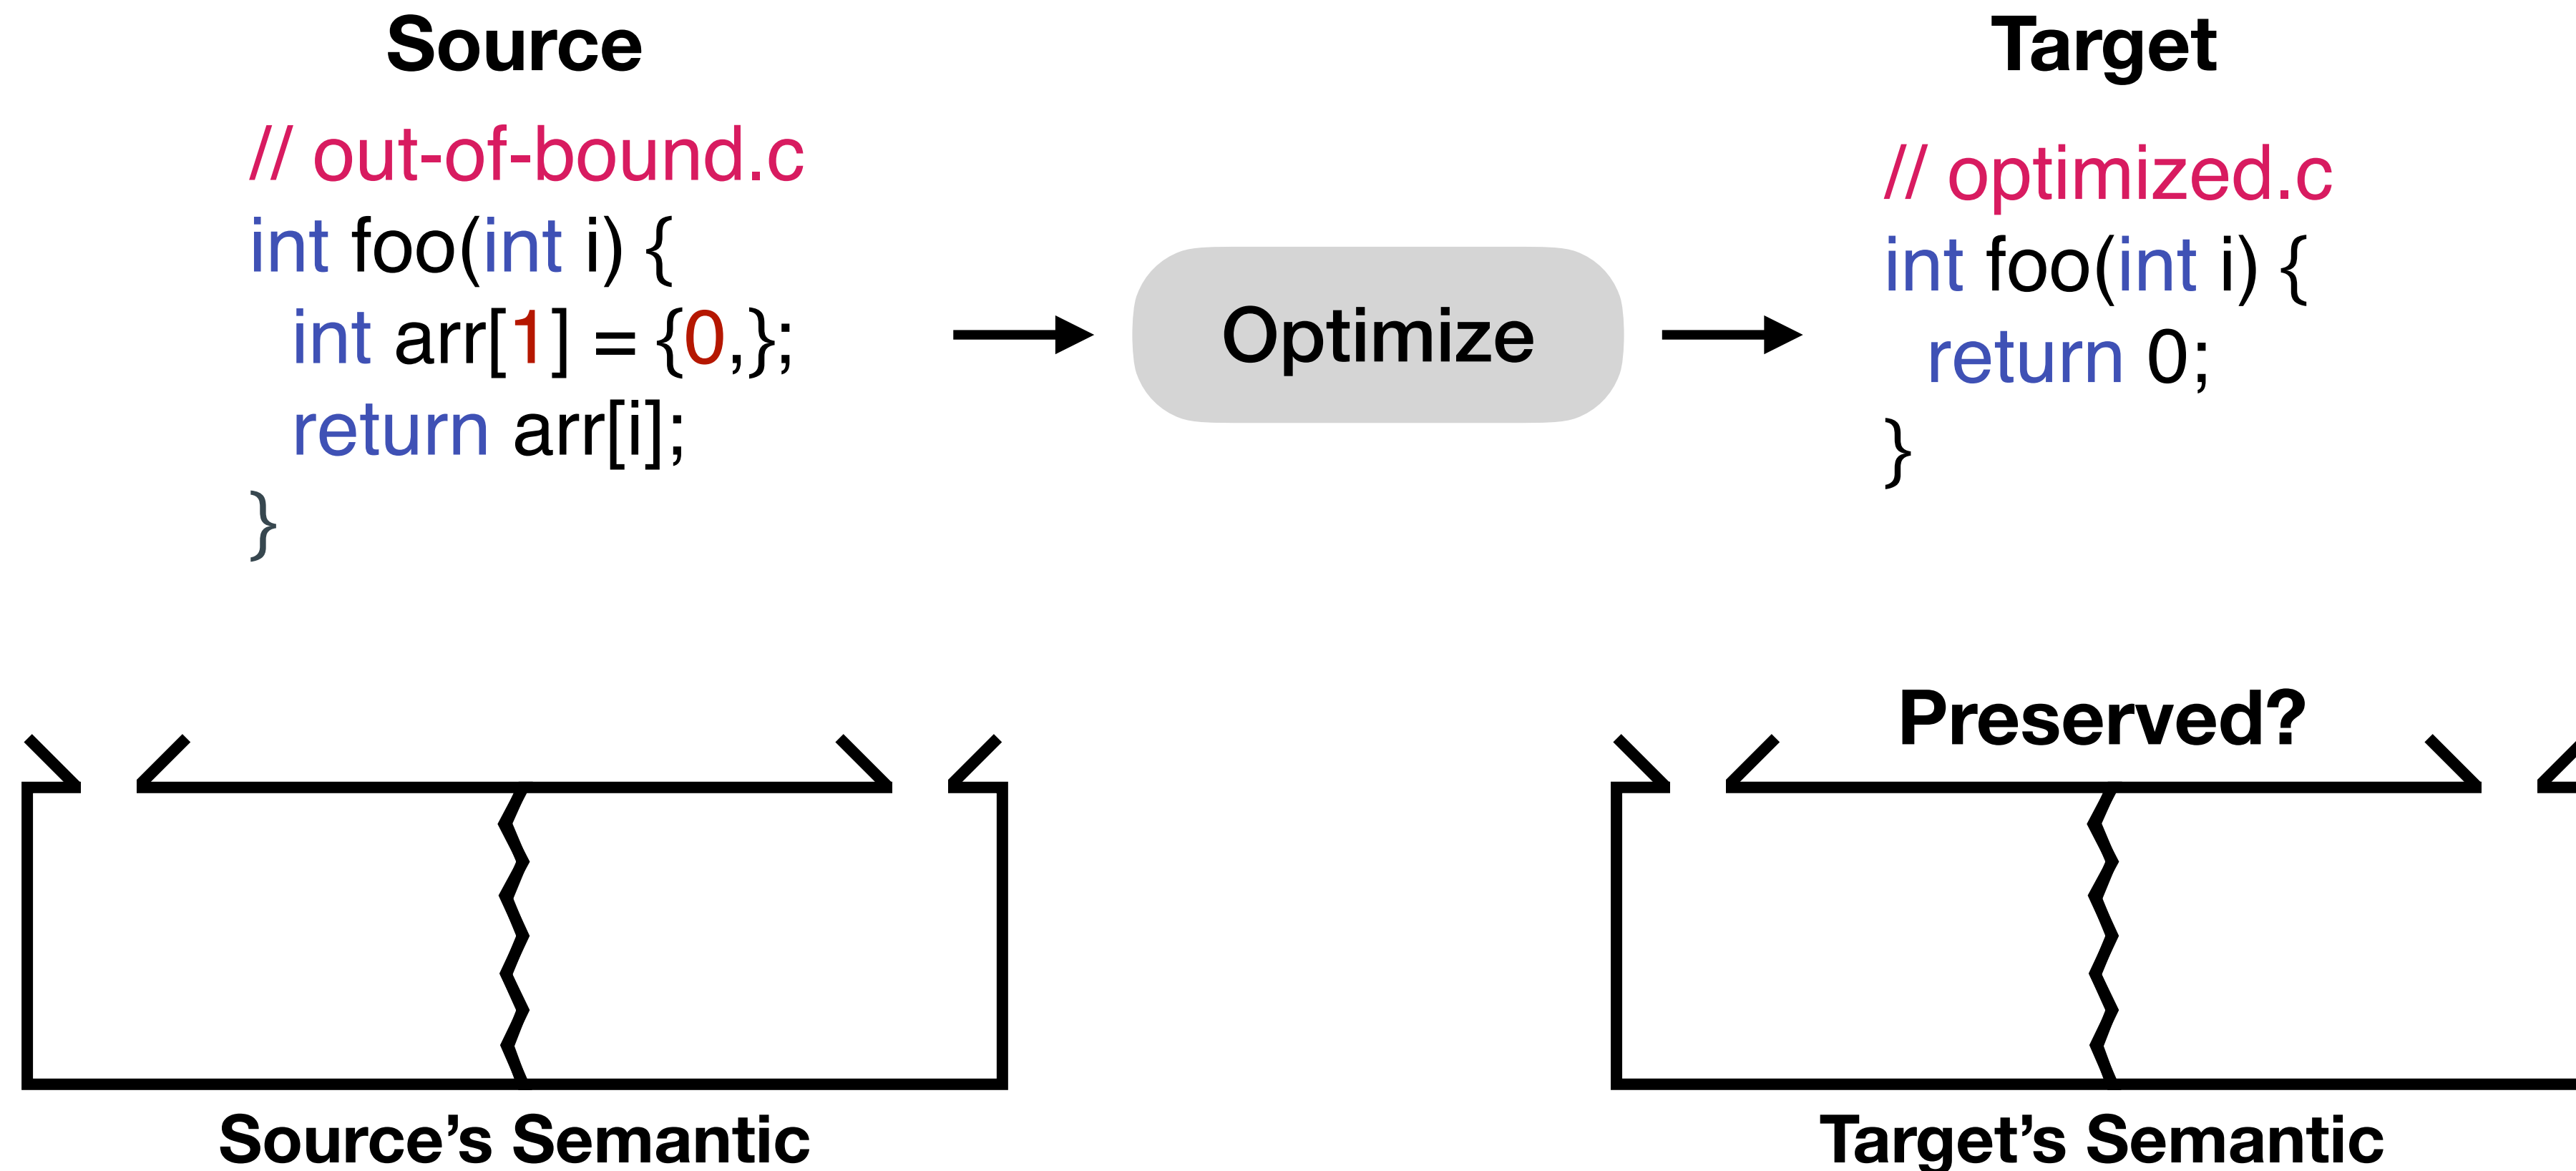 Source
// out-of-bound.c
int foo(int i) {
int arr[1] = {0,};
return arr[i];
}
Optimize
Target
// optimized.c
int foo(int i) {
return 0;
}
Preserved?
Source’s Semantic
Target’s Semantic